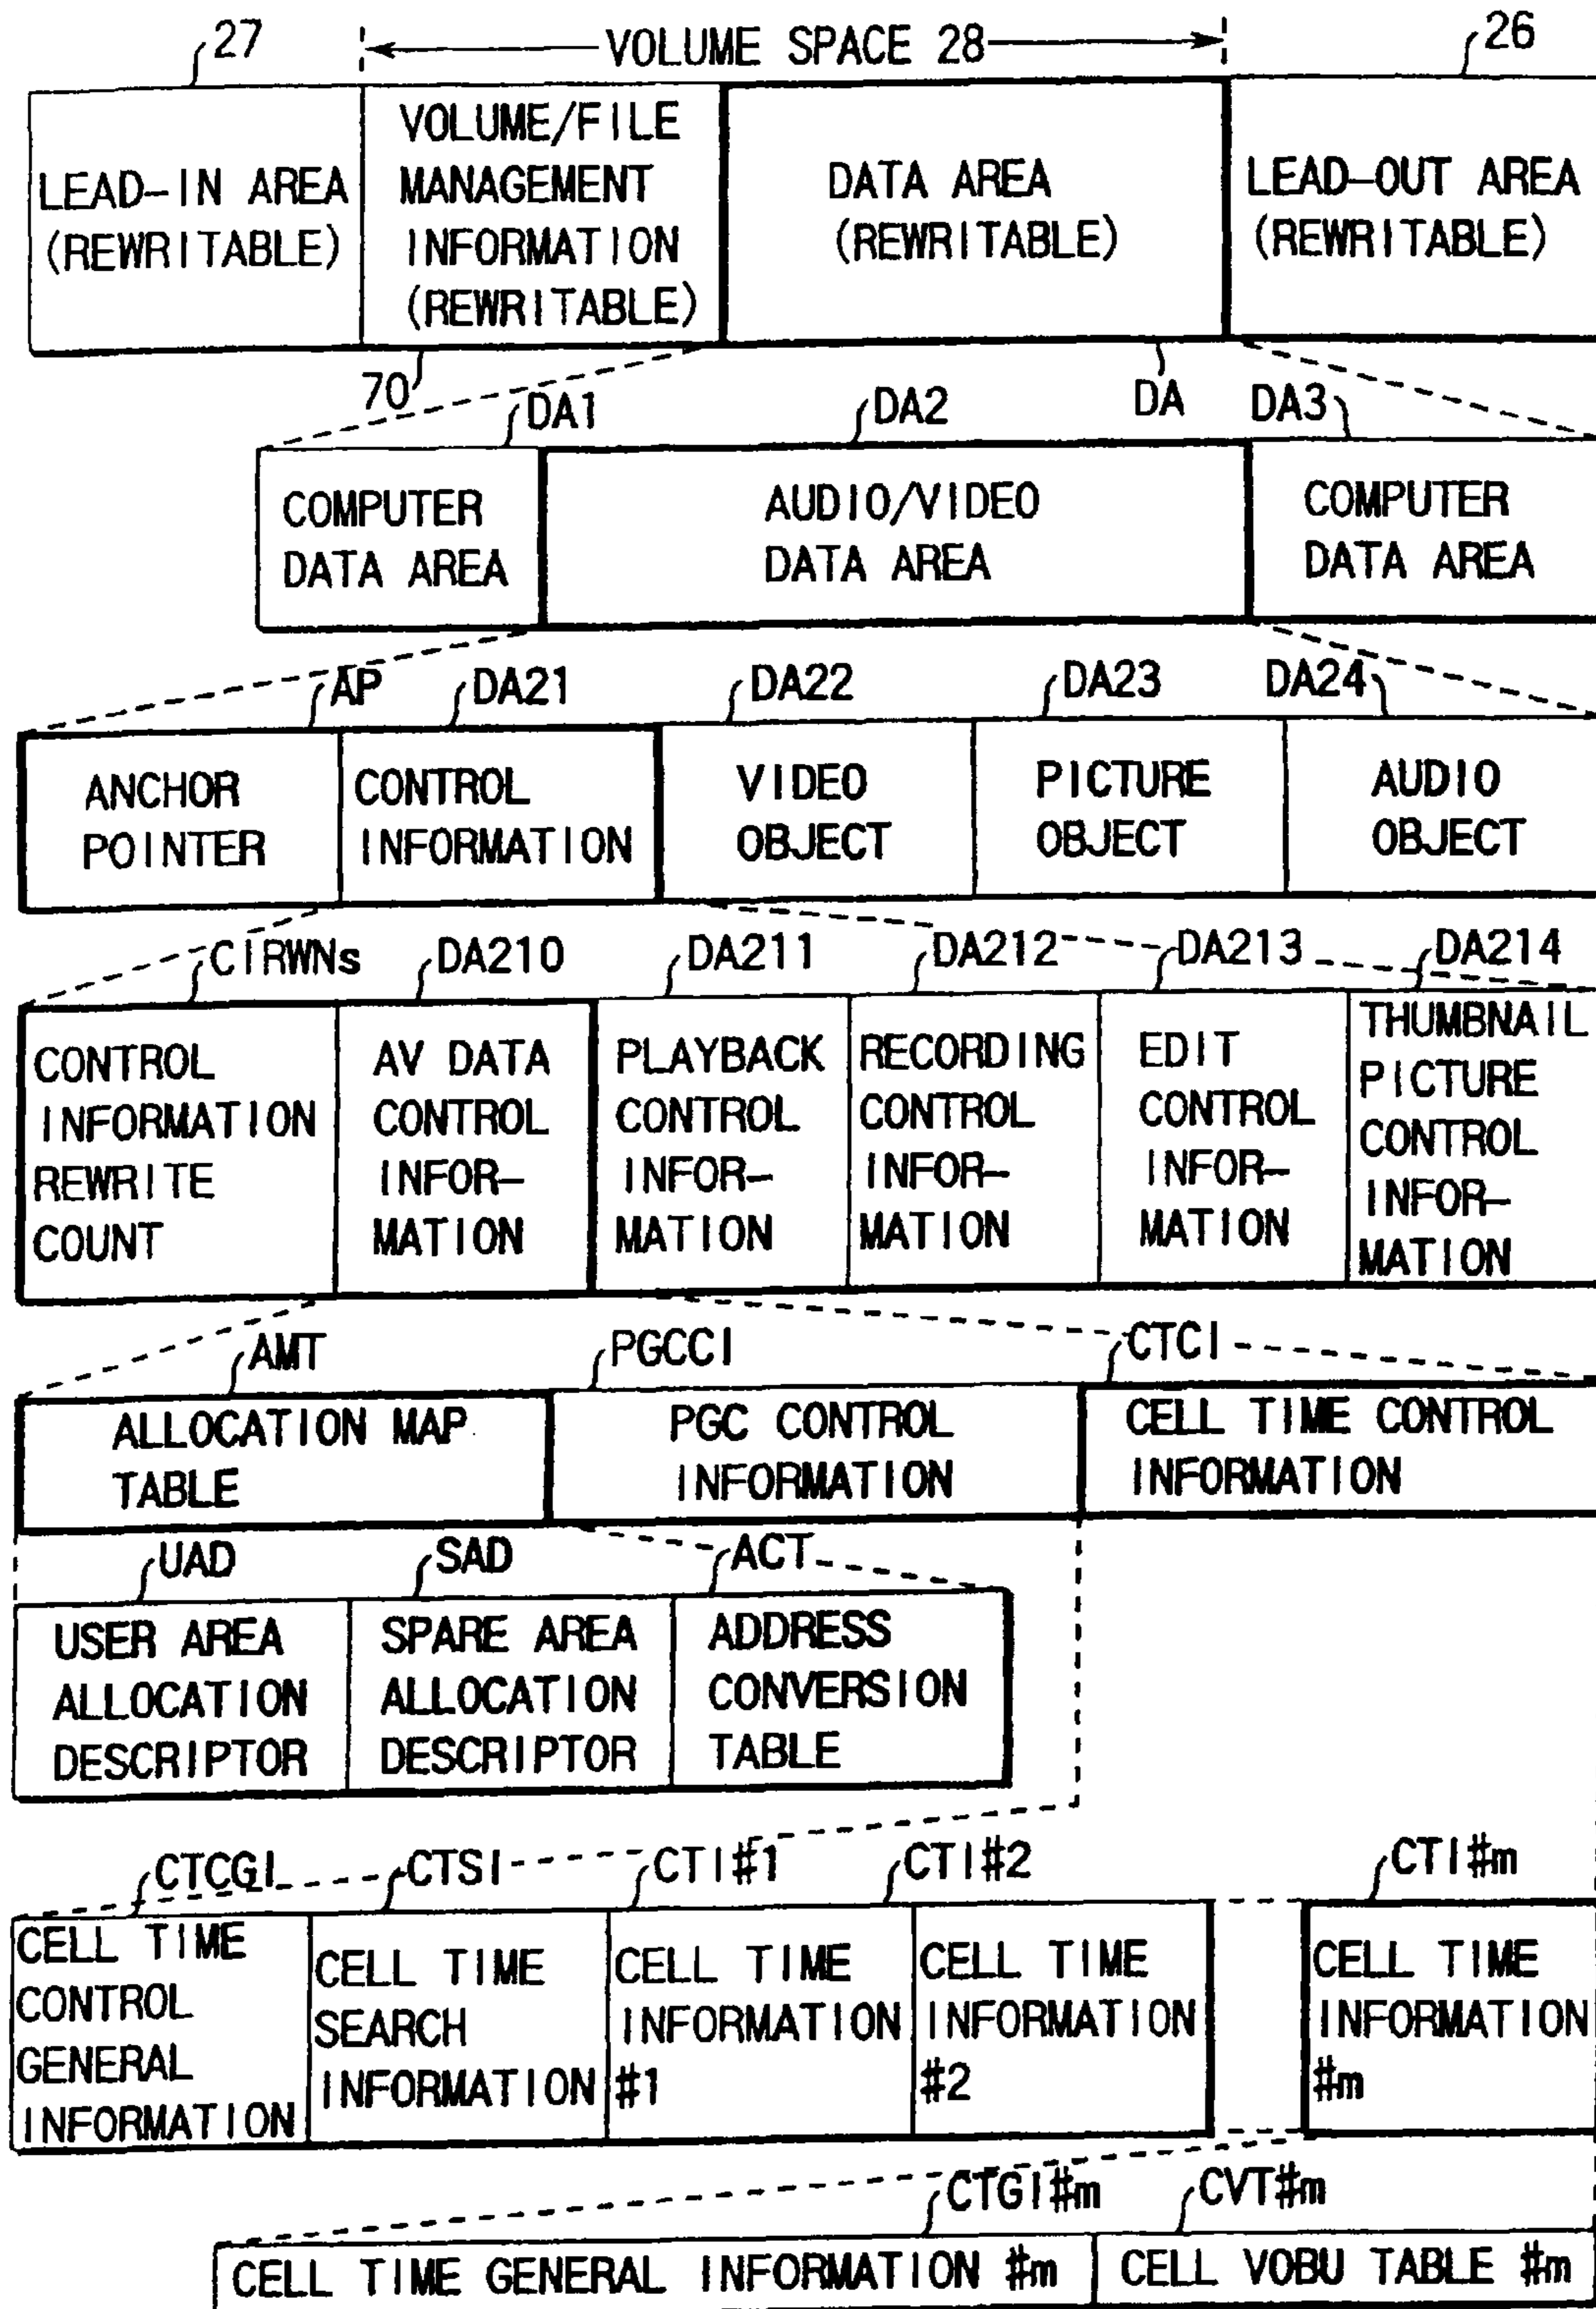 27
VOLUME SPACE 28
26
LEAD-IN AREA
(REWRITABLE)
VOLUME/FILE
MANAGEMENT
INFORMATION
(REWRITABLE)
DATA AREA
(REWRITABLE)
LEAD-OUT AREA
(REWRITABLE)
70
DA1
DA2
DA
DA3
COMPUTER
DATA AREA
AUDIO/VIDEO
DATA AREA
COMPUTER
DATA AREA
AP
DA21
DA22
DA23
DA24
ANCHOR
POINTER
CONTROL
INFORMATION
VIDEO
OBJECT
PICTURE
OBJECT
AUDIO
OBJECT
CIRWNs
DA210
DA211
DA212
DA213
DA214
CONTROL
INFORMATION
REWRITE
COUNT
AV DATA
CONTROL
INFOR-
MATION
PLAYBACK
CONTROL
INFOR-
MATION
RECORDING
CONTROL
INFOR-
MATION
EDIT
CONTROL
INFOR-
MATION
THUMBNAIL
PICTURE
CONTROL
INFOR-
MATION
AMT
PGCCI
CTCI
ALLOCATION MAP
TABLE
PGC CONTROL
INFORMATION
CELL TIME CONTROL
INFORMATION
UAD
SAD
ACT
USER AREA
ALLOCATION
DESCRIPTOR
SPARE AREA
ALLOCATION
DESCRIPTOR
ADDRESS
CONVERSION
TABLE
CTCGI
CTSI
CTI#1
CTI#2
CTI#m
CELL TIME
CONTROL
GENERAL
INFORMATION
CELL TIME
SEARCH
INFORMATION
CELL TIME
INFORMATION
#1
CELL TIME
INFORMATION
#2
CELL TIME
INFORMATION
#m
CTGI#m
CVT#m
CELL TIME GENERAL INFORMATION #m
CELL VOBU TABLE #m